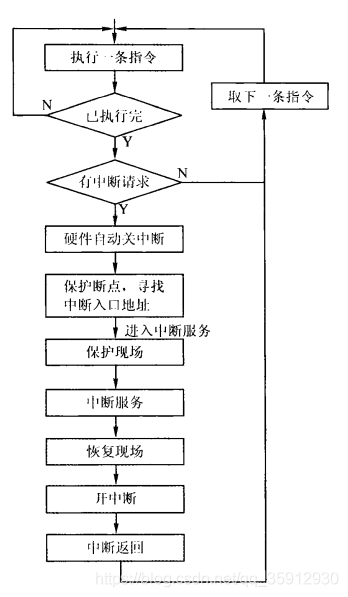 执行一条指令
取下一条指令
N
已执行完
Y
有中断请求
N
Y
硬件自动关中断
保护断点，寻找
中断入口地址
进入中断服务
保护现场
中断服务
恢复现场
开中断
中断返回
https://blog.csdn.net/qq_35912930